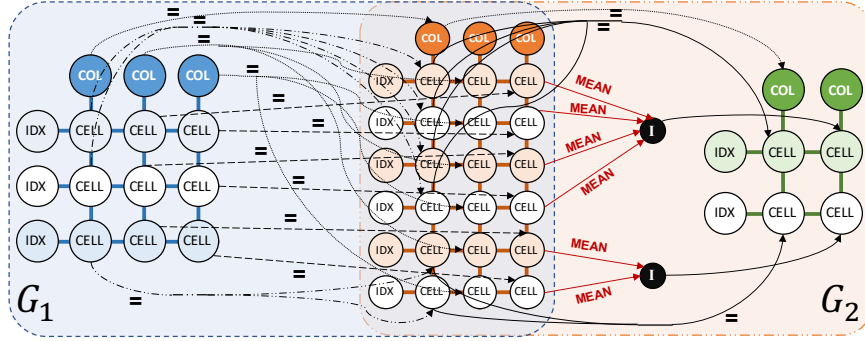 = =
COL COL COL COL
= = =
COL COL COL = COL COL
IDX CELL CELL CELL MEAN
= MEAN
IDX CELL CELL CELL IDX CELL CELL CELL I
= MEAN
IDX CELL CELL CELL IDX CELL CELL
IDX CELL CELL CELL = MEAN
IDX CELL CELL CELL IDX CELL CELL
=
IDX CELL CELL CELL IDX CELL CELL CELL MEAN
= I
G1 = IDX CELL CELL CELL MEAN = G2